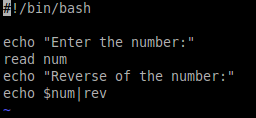 #!/bin/bash
echo "Enter the number:"
read num
echo "Reverse of the number:"
echo $num|rev
~